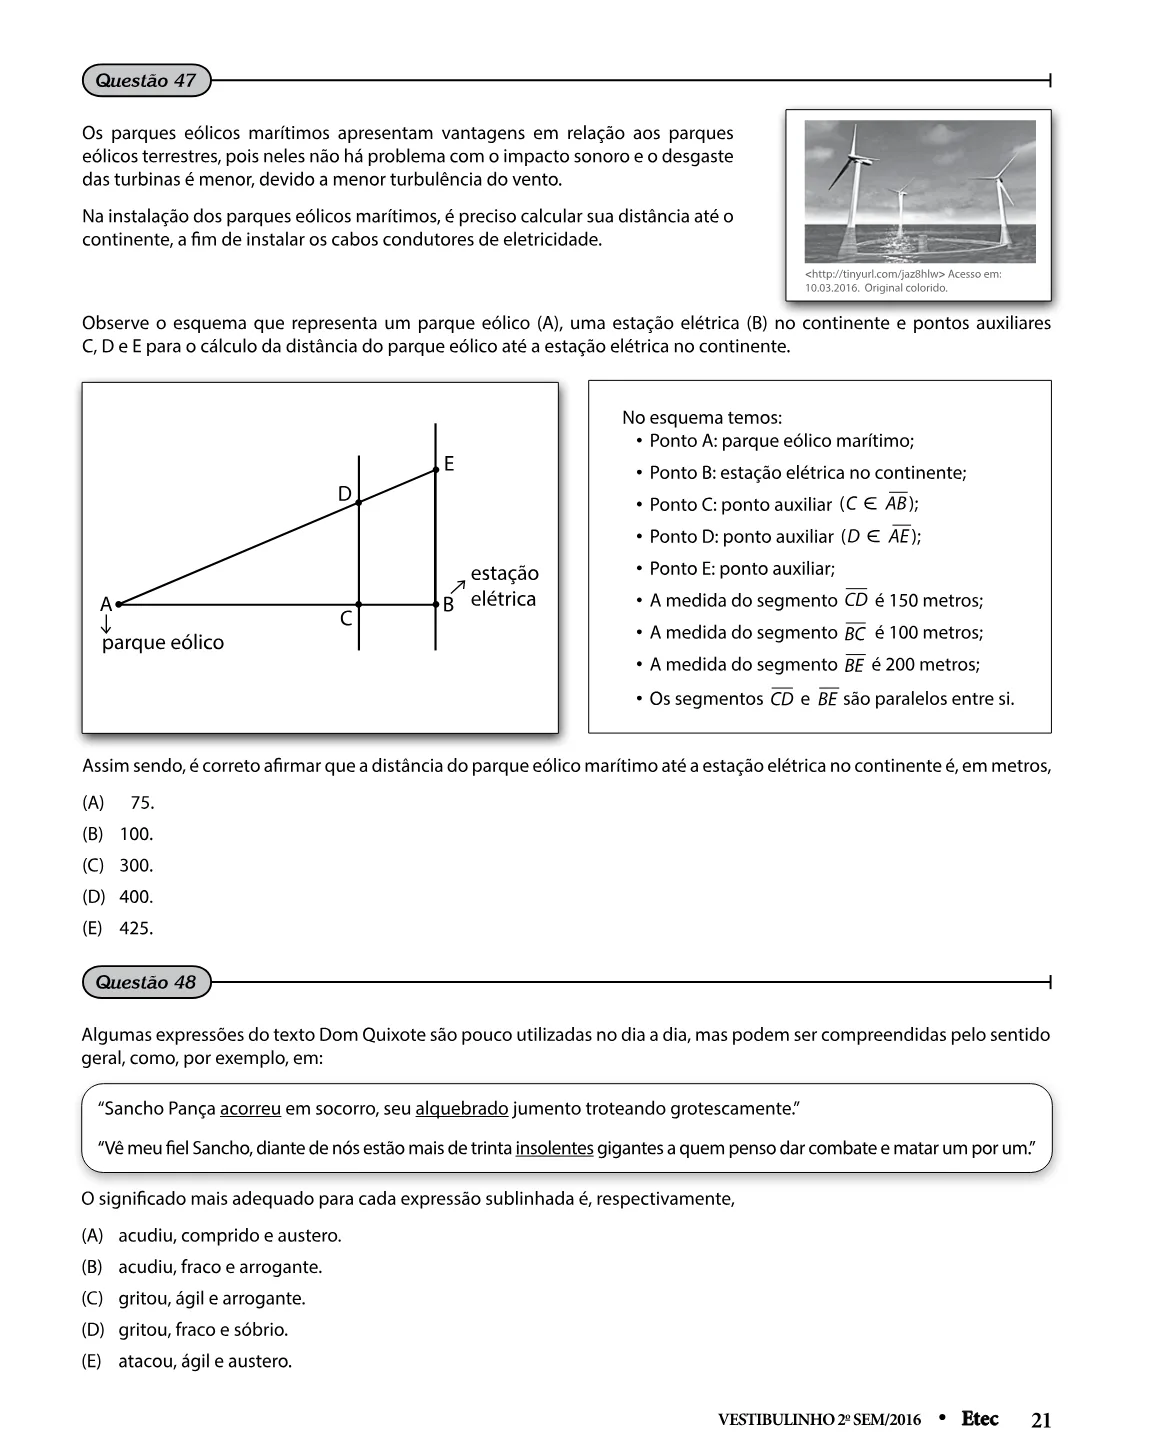 Questão 47
Os parques eólicos marítimos apresentam vantagens em relação aos parques
eólicos terrestres, pois neles não há problema com o impacto sonoro e o desgaste
das turbinas é menor, devido a menor turbulência do vento.
Na instalação dos parques eólicos marítimos, é preciso calcular sua distância até o
continente, a fim de instalar os cabos condutores de eletricidade.
<http://tinyurl.com/jaz8hlw> Acesso em:
10.03.2016. Original colorido.
Observe o esquema que representa um parque eólico (A), uma estação elétrica (B) no continente e pontos auxiliares
C, D e E para o cálculo da distância do parque eólico até a estação elétrica no continente.
E
D
A
C
B
estação
elétrica
parque eólico
No esquema temos:
• Ponto A: parque eólico marítimo;
• Ponto B: estação elétrica no continente;
• Ponto C: ponto auxiliar (C ∈ AB);
• Ponto D: ponto auxiliar (D ∈ AE);
• Ponto E: ponto auxiliar;
• A medida do segmento CD é 150 metros;
• A medida do segmento BC é 100 metros;
• A medida do segmento BE é 200 metros;
• Os segmentos CD e BE são paralelos entre si.
Assim sendo, é correto afirmar que a distância do parque eólico marítimo até a estação elétrica no continente é, em metros,
(A) 75.
(B) 100.
(C) 300.
(D) 400.
(E) 425.
Questão 48
Algumas expressões do texto Dom Quixote são pouco utilizadas no dia a dia, mas podem ser compreendidas pelo sentido
geral, como, por exemplo, em:
“Sancho Pança acorreu em socorro, seu alquebrado jumento troteando grotescamente.”
“Vê meu fiel Sancho, diante de nós estão mais de trinta insolentes gigantes a quem penso dar combate e matar um por um.”
O significado mais adequado para cada expressão sublinhada é, respectivamente,
(A) acudiu, comprido e austero.
(B) acudiu, fraco e arrogante.
(C) gritou, ágil e arrogante.
(D) gritou, fraco e sóbrio.
(E) atacou, ágil e austero.
VESTIBULINHO 2º SEM/2016 • Etec 21